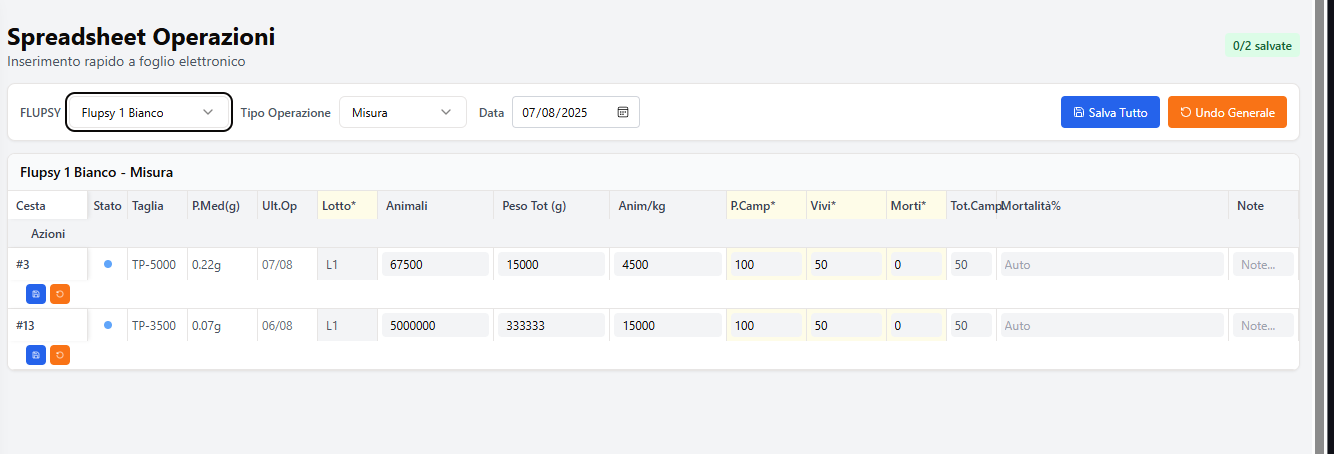 Spreadsheet Operazioni
Inserimento rapido a foglio elettronico
0/2 salvate
FLUPSY Flupsy 1 Bianco Tipo Operazione Misura Data 07/08/2025 Salva Tutto Undo Generale
Flupsy 1 Bianco - Misura
Cesta Stato Taglia P.Med(g) Ult.Op Lotto* Animali Peso Tot (g) Anim/kg P.Camp* Vivi* Morti* Tot.Camp. Mortalità% Note
Azioni
#3 TP-5000 0.22g 07/08 L1 67500 15000 4500 100 50 0 50 Auto Note...
#13 TP-3500 0.07g 06/08 L1 5000000 333333 15000 100 50 0 50 Auto Note...